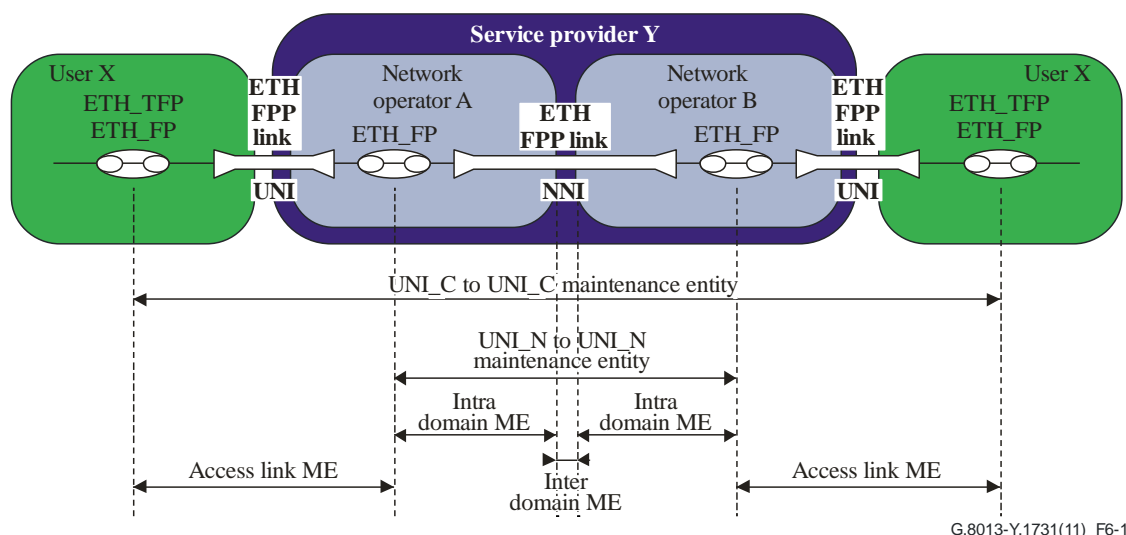 Service provider Y
User X
ETH_TFP
ETH_FP
ETH
FPP
link
UNI
Network
operator A
ETH_FP
ETH
FPP link
NNI
Network
operator B
ETH_FP
ETH
FPP
link
UNI
User X
ETH_TFP
ETH_FP
UNI_C to UNI_C maintenance entity
UNI_N to UNI_N
maintenance entity
Intra
domain ME
Intra
domain ME
Access link ME
Inter
domain ME
Access link ME
G.8013-Y.1731(11)_F6-1